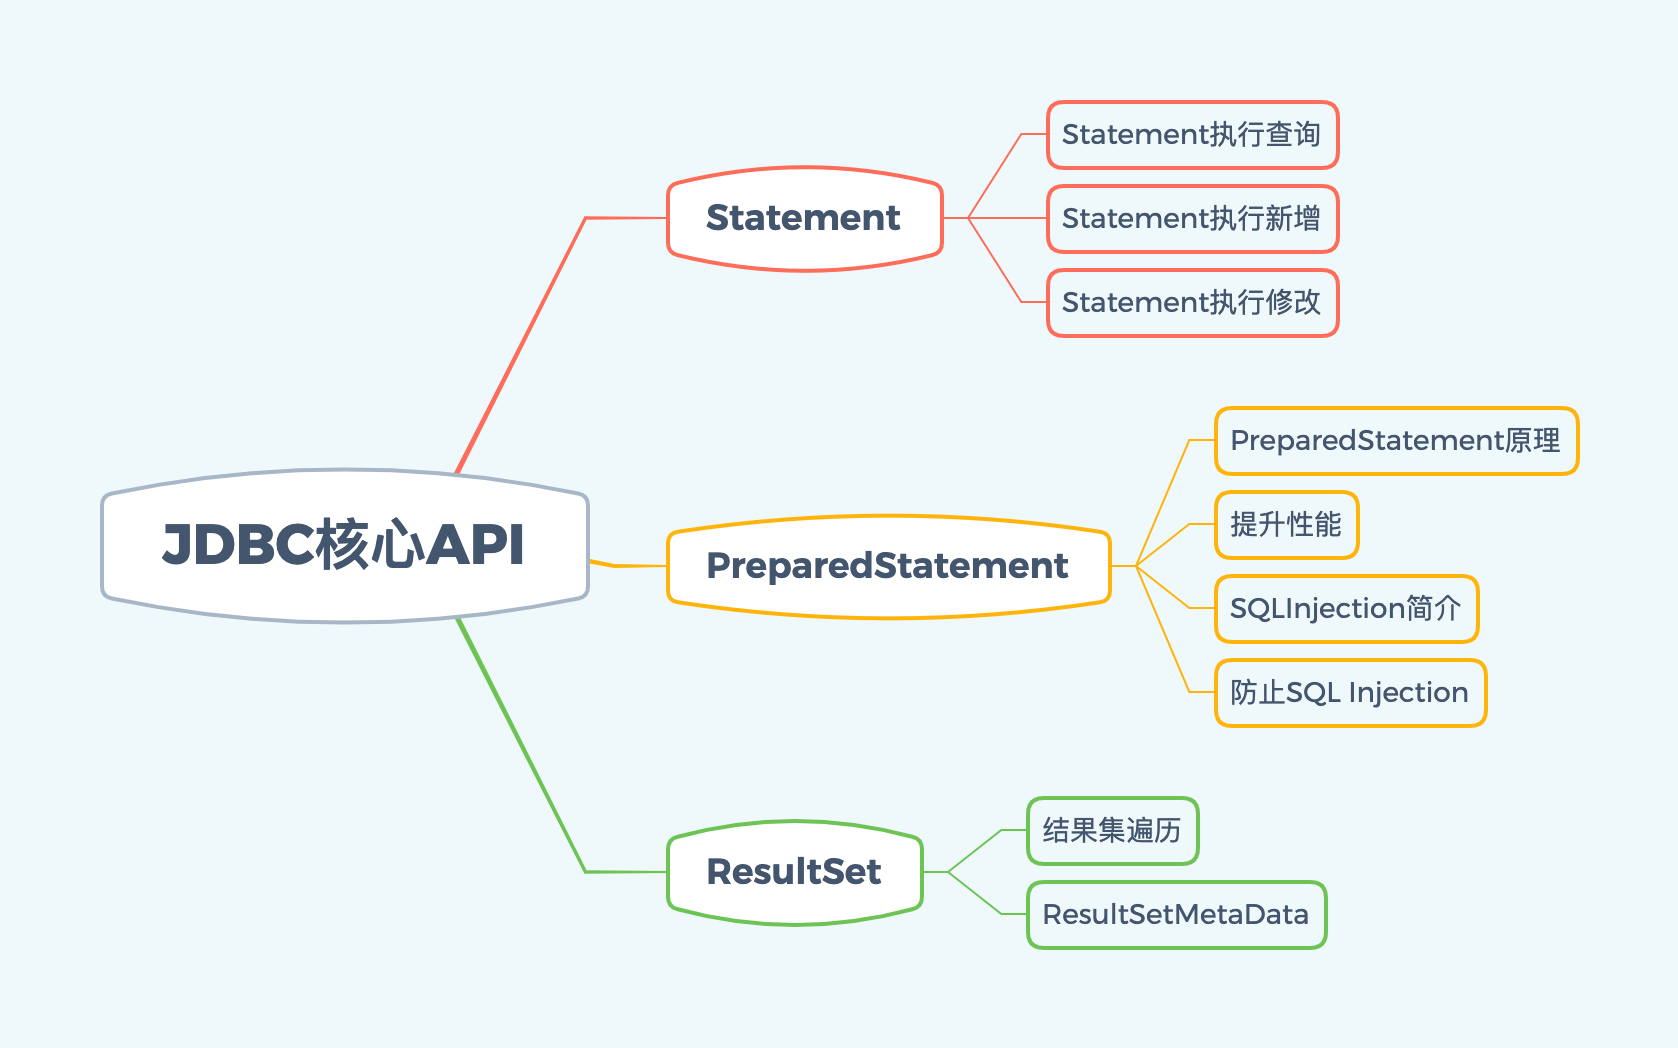 JDBC核心API
Statement
Statement执行查询
Statement执行新增
Statement执行修改
PreparedStatement
PreparedStatement原理
提升性能
SQLInjection简介
防止SQL Injection
ResultSet
结果集遍历
ResultSetMetaData